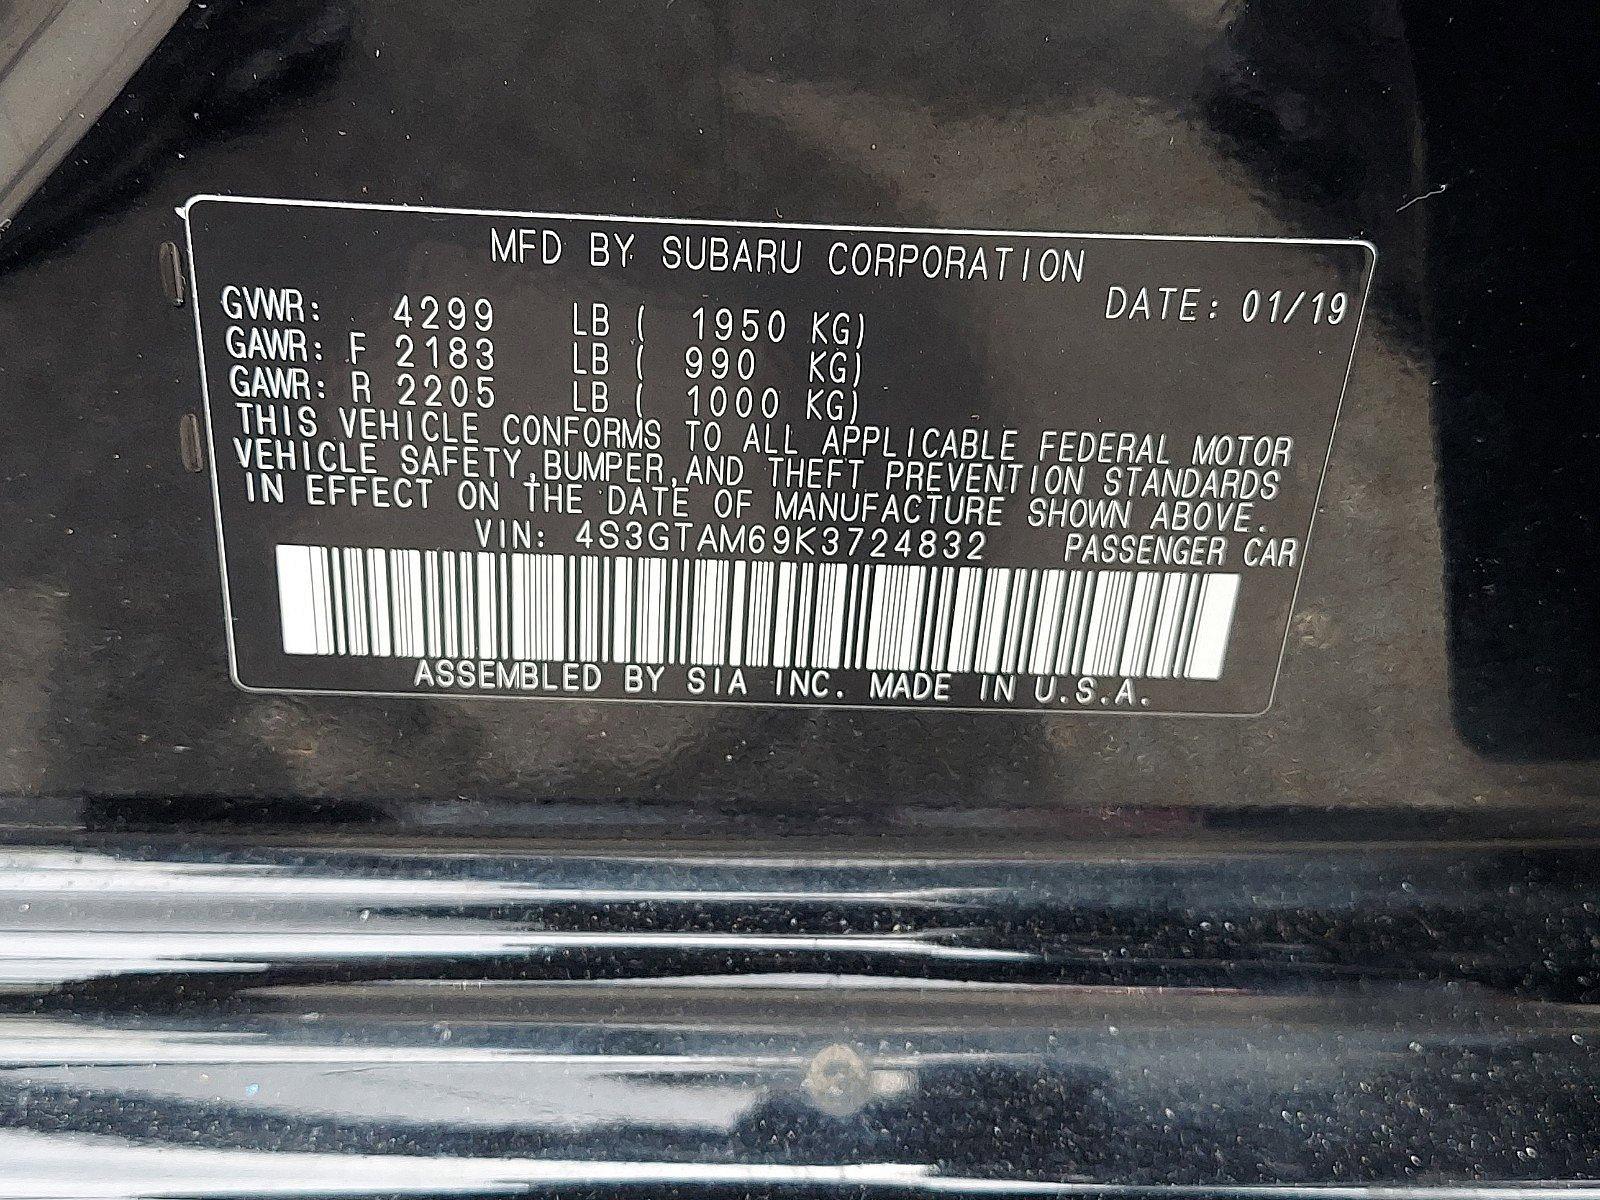 MFD BY SUBARU CORPORATION
DATE: 01/19
GVWR: 4299 LB ( 1950 KG)
GAWR: F 2183 LB ( 990 KG)
GAWR: R 2205 LB ( 1000 KG)
THIS VEHICLE CONFORMS TO ALL APPLICABLE FEDERAL MOTOR
VEHICLE SAFETY,BUMPER,AND THEFT PREVENTION STANDARDS
IN EFFECT ON THE DATE OF MANUFACTURE SHOWN ABOVE.
VIN: 4S3GTAM69K3724832 PASSENGER CAR
ASSEMBLED BY SIA INC. MADE IN U.S.A.